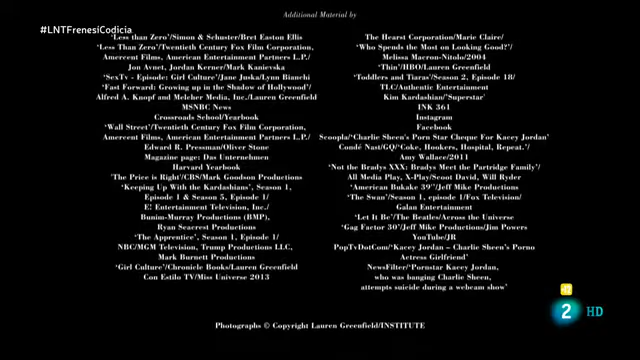 Additional Material by
#LNTFrenesiCodicia
'Less than Zero'/Simon & Schuster/Bret Easton Ellis
'Less Than Zero'/Twentieth Century Fox Film Corporation,
Amercent Films, American Entertainment Partners L.P./
Jon Avnet, Jordan Kerner/Mark Kanievska
'SexTv - Episode: Girl Culture'/Jane Juska/Lynn Bianchi
'Fast Forward: Growing up in the Shadow of Hollywood'/
Alfred A. Knopf and Melcher Media, Inc./Lauren Greenfield
MSNBC News
Crossroads School/Yearbook
'Wall Street'/Twentieth Century Fox Film Corporation,
Amercent Films, American Entertainment Partners L.P./
Edward R. Pressman/Oliver Stone
Magazine page: Das Unternehmen
Harvard Yearbook
'The Price is Right'/CBS/Mark Goodson Productions
'Keeping Up With the Kardashians', Season 1,
Episode 1 & Season 5, Episode 1/
E! Entertainment Television, Inc./
Bunim-Murray Productions (BMP),
Ryan Seacrest Productions
'The Apprentice', Season 1, Episode 1/
NBC/MGM Television, Trump Productions LLC,
Mark Burnett Productions
'Girl Culture'/Chronicle Books/Lauren Greenfield
Con Estilo TV/Miss Universe 2013
The Hearst Corporation/Marie Claire/
'Who Spends the Most on Looking Good?'/
Melissa Macron-Nitolo/2004
'Thin'/HBO/Lauren Greenfield
'Toddlers and Tiaras'/Season 2, Episode 18/
TLC/Authentic Entertainment
Kim Kardashian/'Superstar'
INK 361
Instagram
Facebook
Scoopla/'Charlie Sheen's Porn Star Cheque For Kacey Jordan'
Condé Nast/GQ/'Coke, Hookers, Hospital, Repeat.'/
Amy Wallace/2011
'Not the Bradys XXX: Bradys Meet the Partridge Family'/
All Media Play, X-Play/Scoot David, Will Ryder
'American Bukake 39'/Jeff Mike Productions
'The Swan'/Season 1, episode 1/Fox Television/
Galan Entertainment
'Let It Be'/The Beatles/Across the Universe
'Gag Factor 30'/Jeff Mike Productions/Jim Powers
YouTube/JR
PopTvDotCom/'Kacey Jordan – Charlie Sheen's Porno
Actress Girlfriend'
NewsFilter/'Pornstar Kacey Jordan,
who was banging Charlie Sheen,
attempts suicide during a webcam show'
2 HD
Photographs © Copyright Lauren Greenfield/INSTITUTE